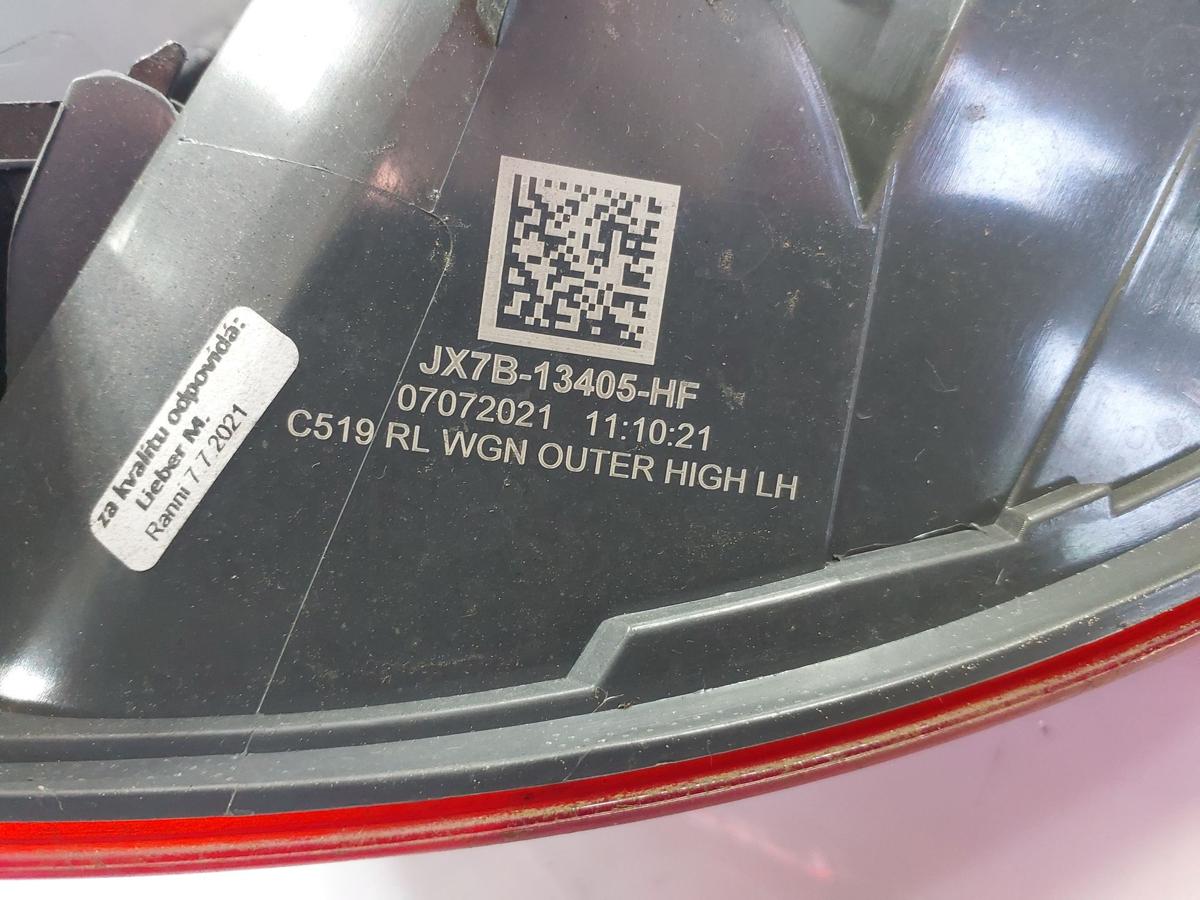 JX7B-13405-HF
07072021 11:10:21
C519 RL WGN OUTER HIGH LH
za kvalitu odpovídá:
Lieber M.
Ranní 7.7.2021